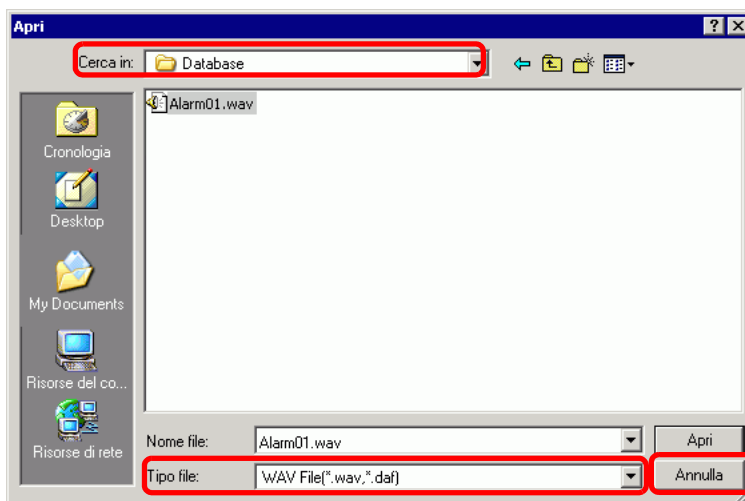 Apri
Cerca in: Database
Alarm01.wav
Cronologia
Desktop
My Documents
Risorse del co...
Risorse di rete
Nome file: Alarm01.wav Apri
Tipo file: WAV File(*.wav,*.daf) Annulla